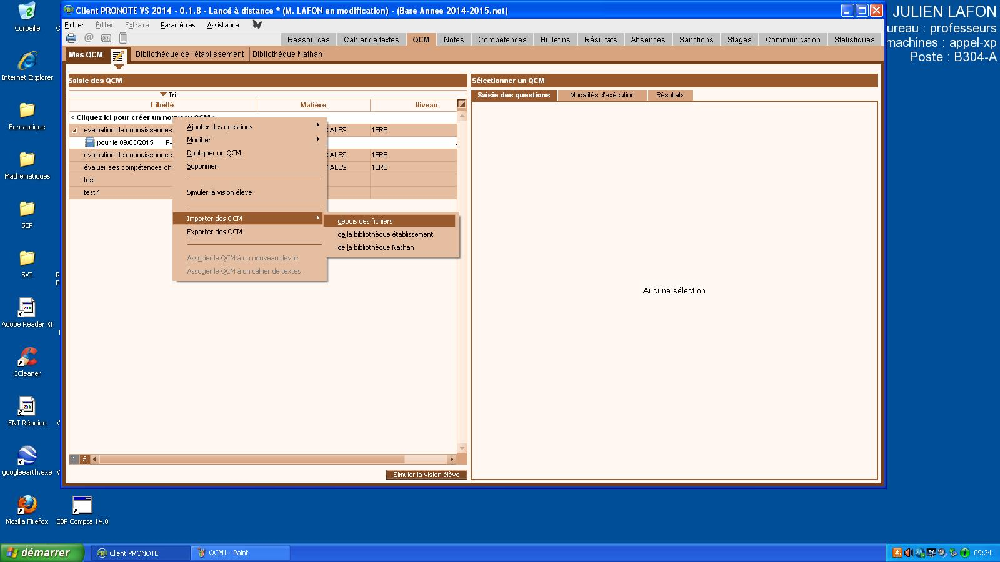 Client PRONOTE VS 2014 - 0.1.8 - Lancé à distance * (M. LAFON en modification) - (Base Annee 2014-2015.not)
Fichier Éditer Extraire Paramètres Assistance
Ressources Cahier de textes QCM Notes Compétences Bulletins Résultats Absences Sanctions Stages Communication Statistiques
Mes QCM Bibliothèque de l'établissement Bibliothèque Nathan
Saisie des QCM
Tri
Libellé Matière Niveau
< Cliquez ici pour créer un nouveau QCM >
evaluation de connaissances CIALES 1ERE
pour le 09/03/2015 P-
evaluation de connaissances CIALES 1ERE
évaluer ses compétences cha CIALES 1ERE
test
test 1
Ajouter des questions
Modifier
Dupliquer un QCM
Supprimer
Simuler la vision élève
Importer des QCM
Exporter des QCM
Associer le QCM à un nouveau devoir
Associer le QCM à un cahier de textes
depuis des fichiers
de la bibliothèque établissement
de la bibliothèque Nathan
1 5
Simuler la vision élève
Sélectionner un QCM
Saisie des questions Modalités d'exécution Résultats
Aucune sélection
JULIEN LAFON
ureau : professeurs
machines : appel-xp
Poste : B304-A
Corbeille
Internet Explorer
Bureautique
Mathématiques
SEP
SVT
Adobe Reader XI
CCleaner
ENT Réunion
googleearth.exe
Mozilla Firefox
EBP Compta 14.0
démarrer
Client PRONOTE
QCM1 - Paint
09:34